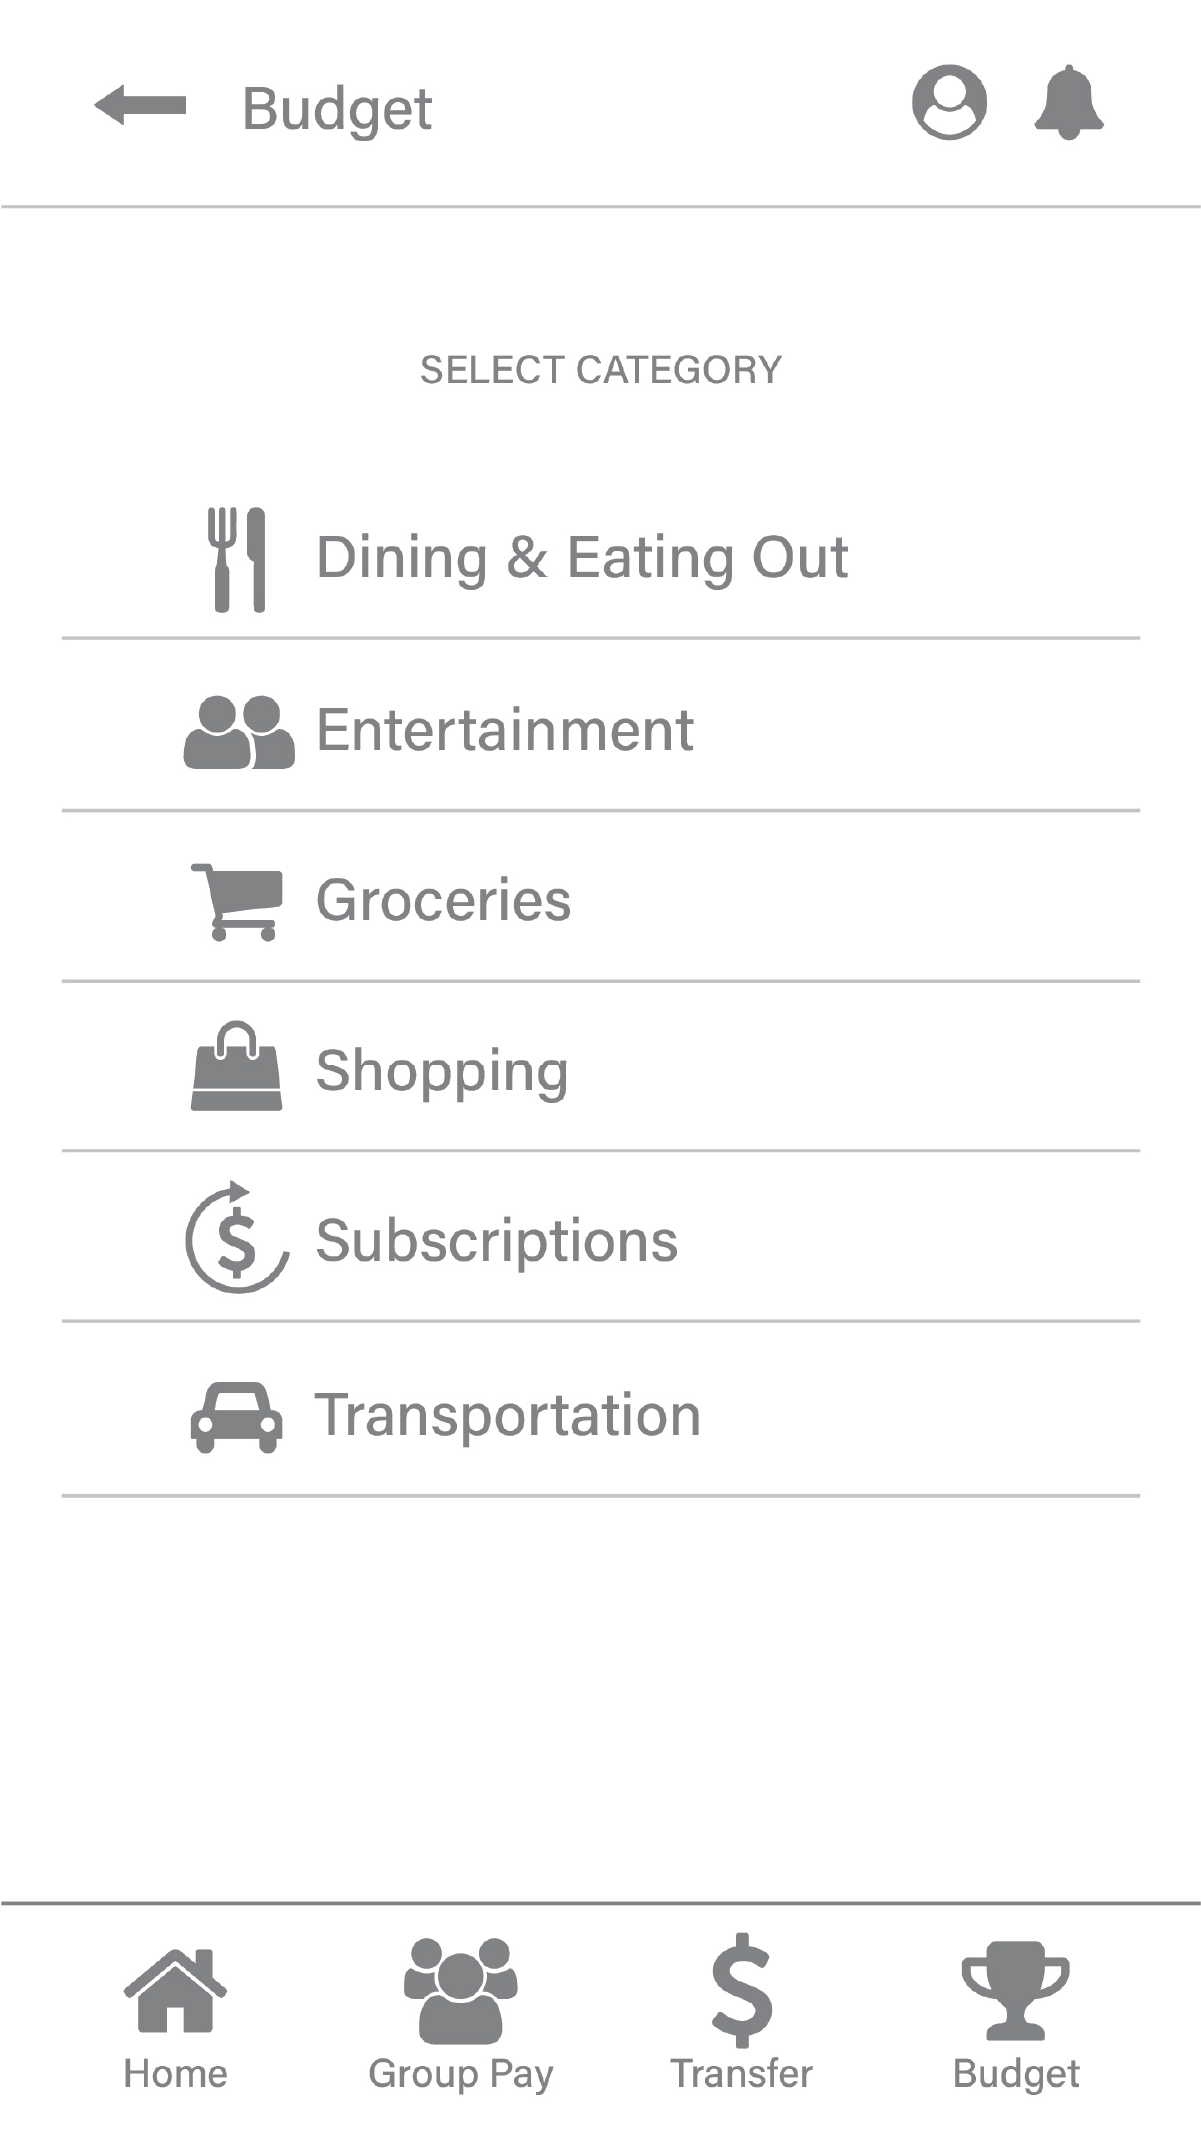 Budget
SELECT CATEGORY
Dining & Eating Out
Entertainment
Groceries
Shopping
$ Subscriptions
Transportation
$
Home Group Pay Transfer Budget